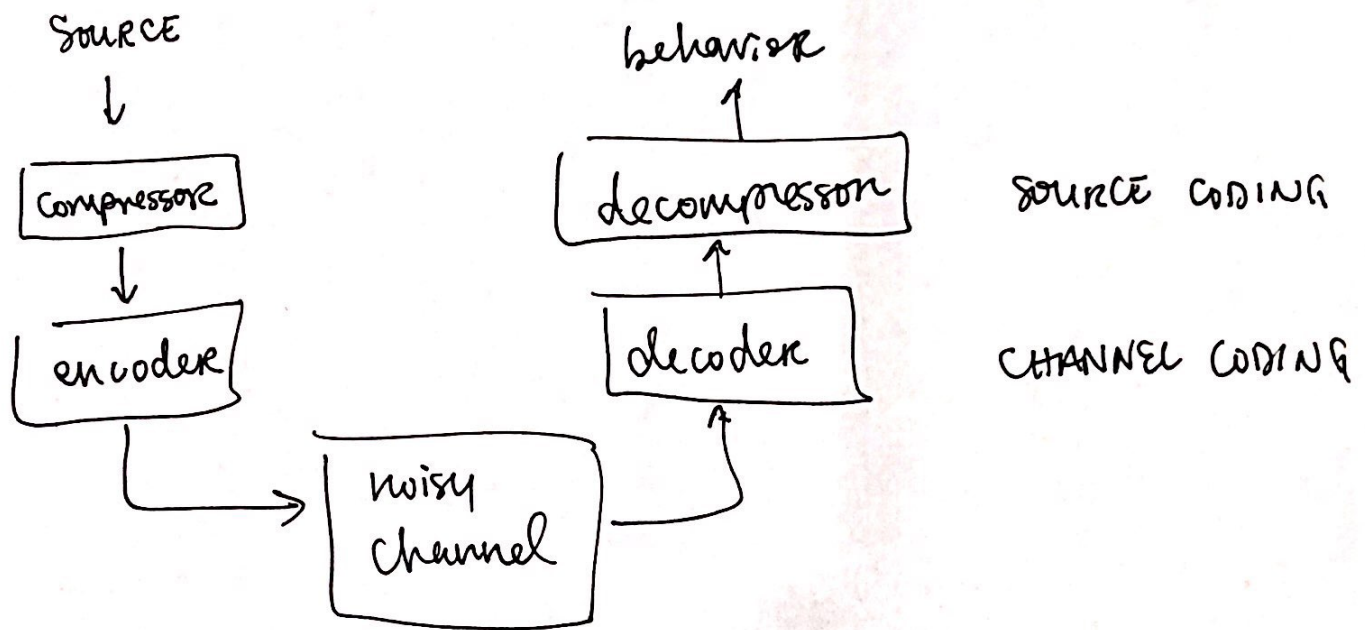 SOURCE
behavior
compressor
decompressor
SOURCE CODING
encoder
decoder
CHANNEL CODING
noisy
channel